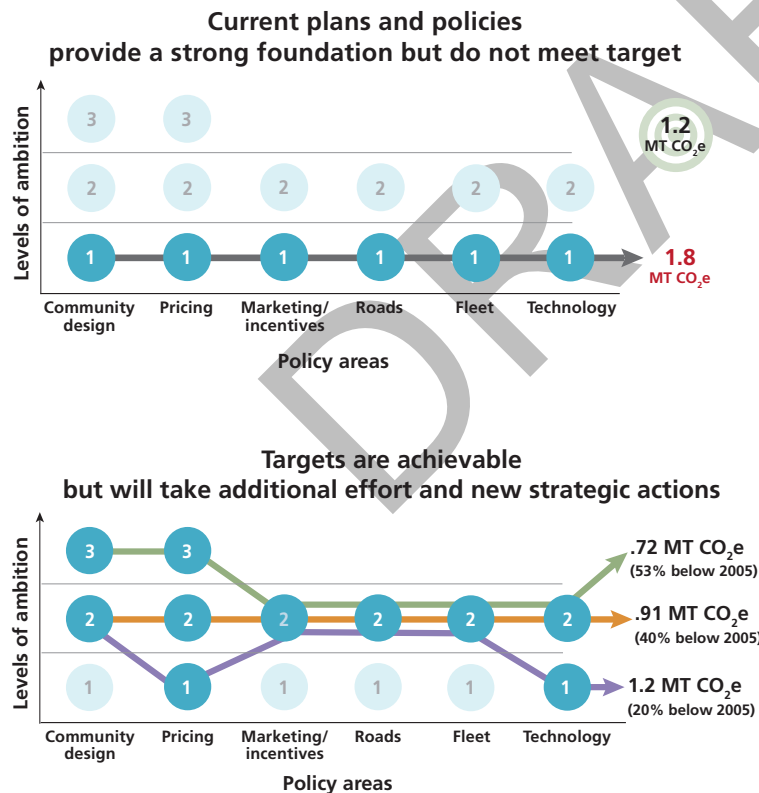 Current plans and policies
provide a strong foundation but do not meet target
Levels of ambition
3 3
1.2
MT CO₂e
2 2 2 2 2 2
1 1 1 1 1 1
1.8
MT CO₂e
Community design Pricing Marketing/incentives Roads Fleet Technology
Policy areas
DRA
Targets are achievable
but will take additional effort and new strategic actions
Levels of ambition
3 3
.72 MT CO₂e
(53% below 2005)
2 2 2 2 2 2
.91 MT CO₂e
(40% below 2005)
1 1 1 1 1 1
1.2 MT CO₂e
(20% below 2005)
Community design Pricing Marketing/incentives Roads Fleet Technology
Policy areas